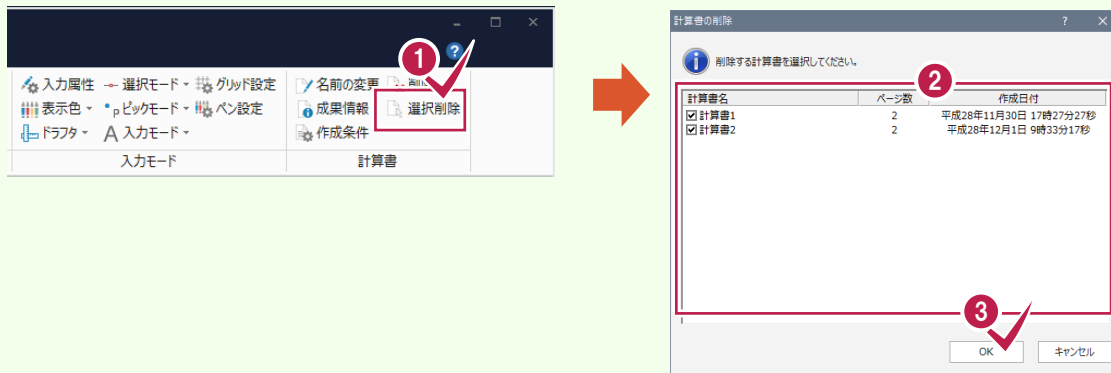 1
入力属性 選択モード グリッド設定 名前の変更
表示色 ピックモード ペン設定 成果情報 選択削除
ドラフタ A 入力モード 作成条件
入力モード 計算書
計算書の削除 ? ×
削除する計算書を選択してください。
2
計算書名 ページ数 作成日付
計算書1 2 平成28年11月30日 17時27分27秒
計算書2 2 平成28年12月1日 9時33分17秒
3
OK キャンセル